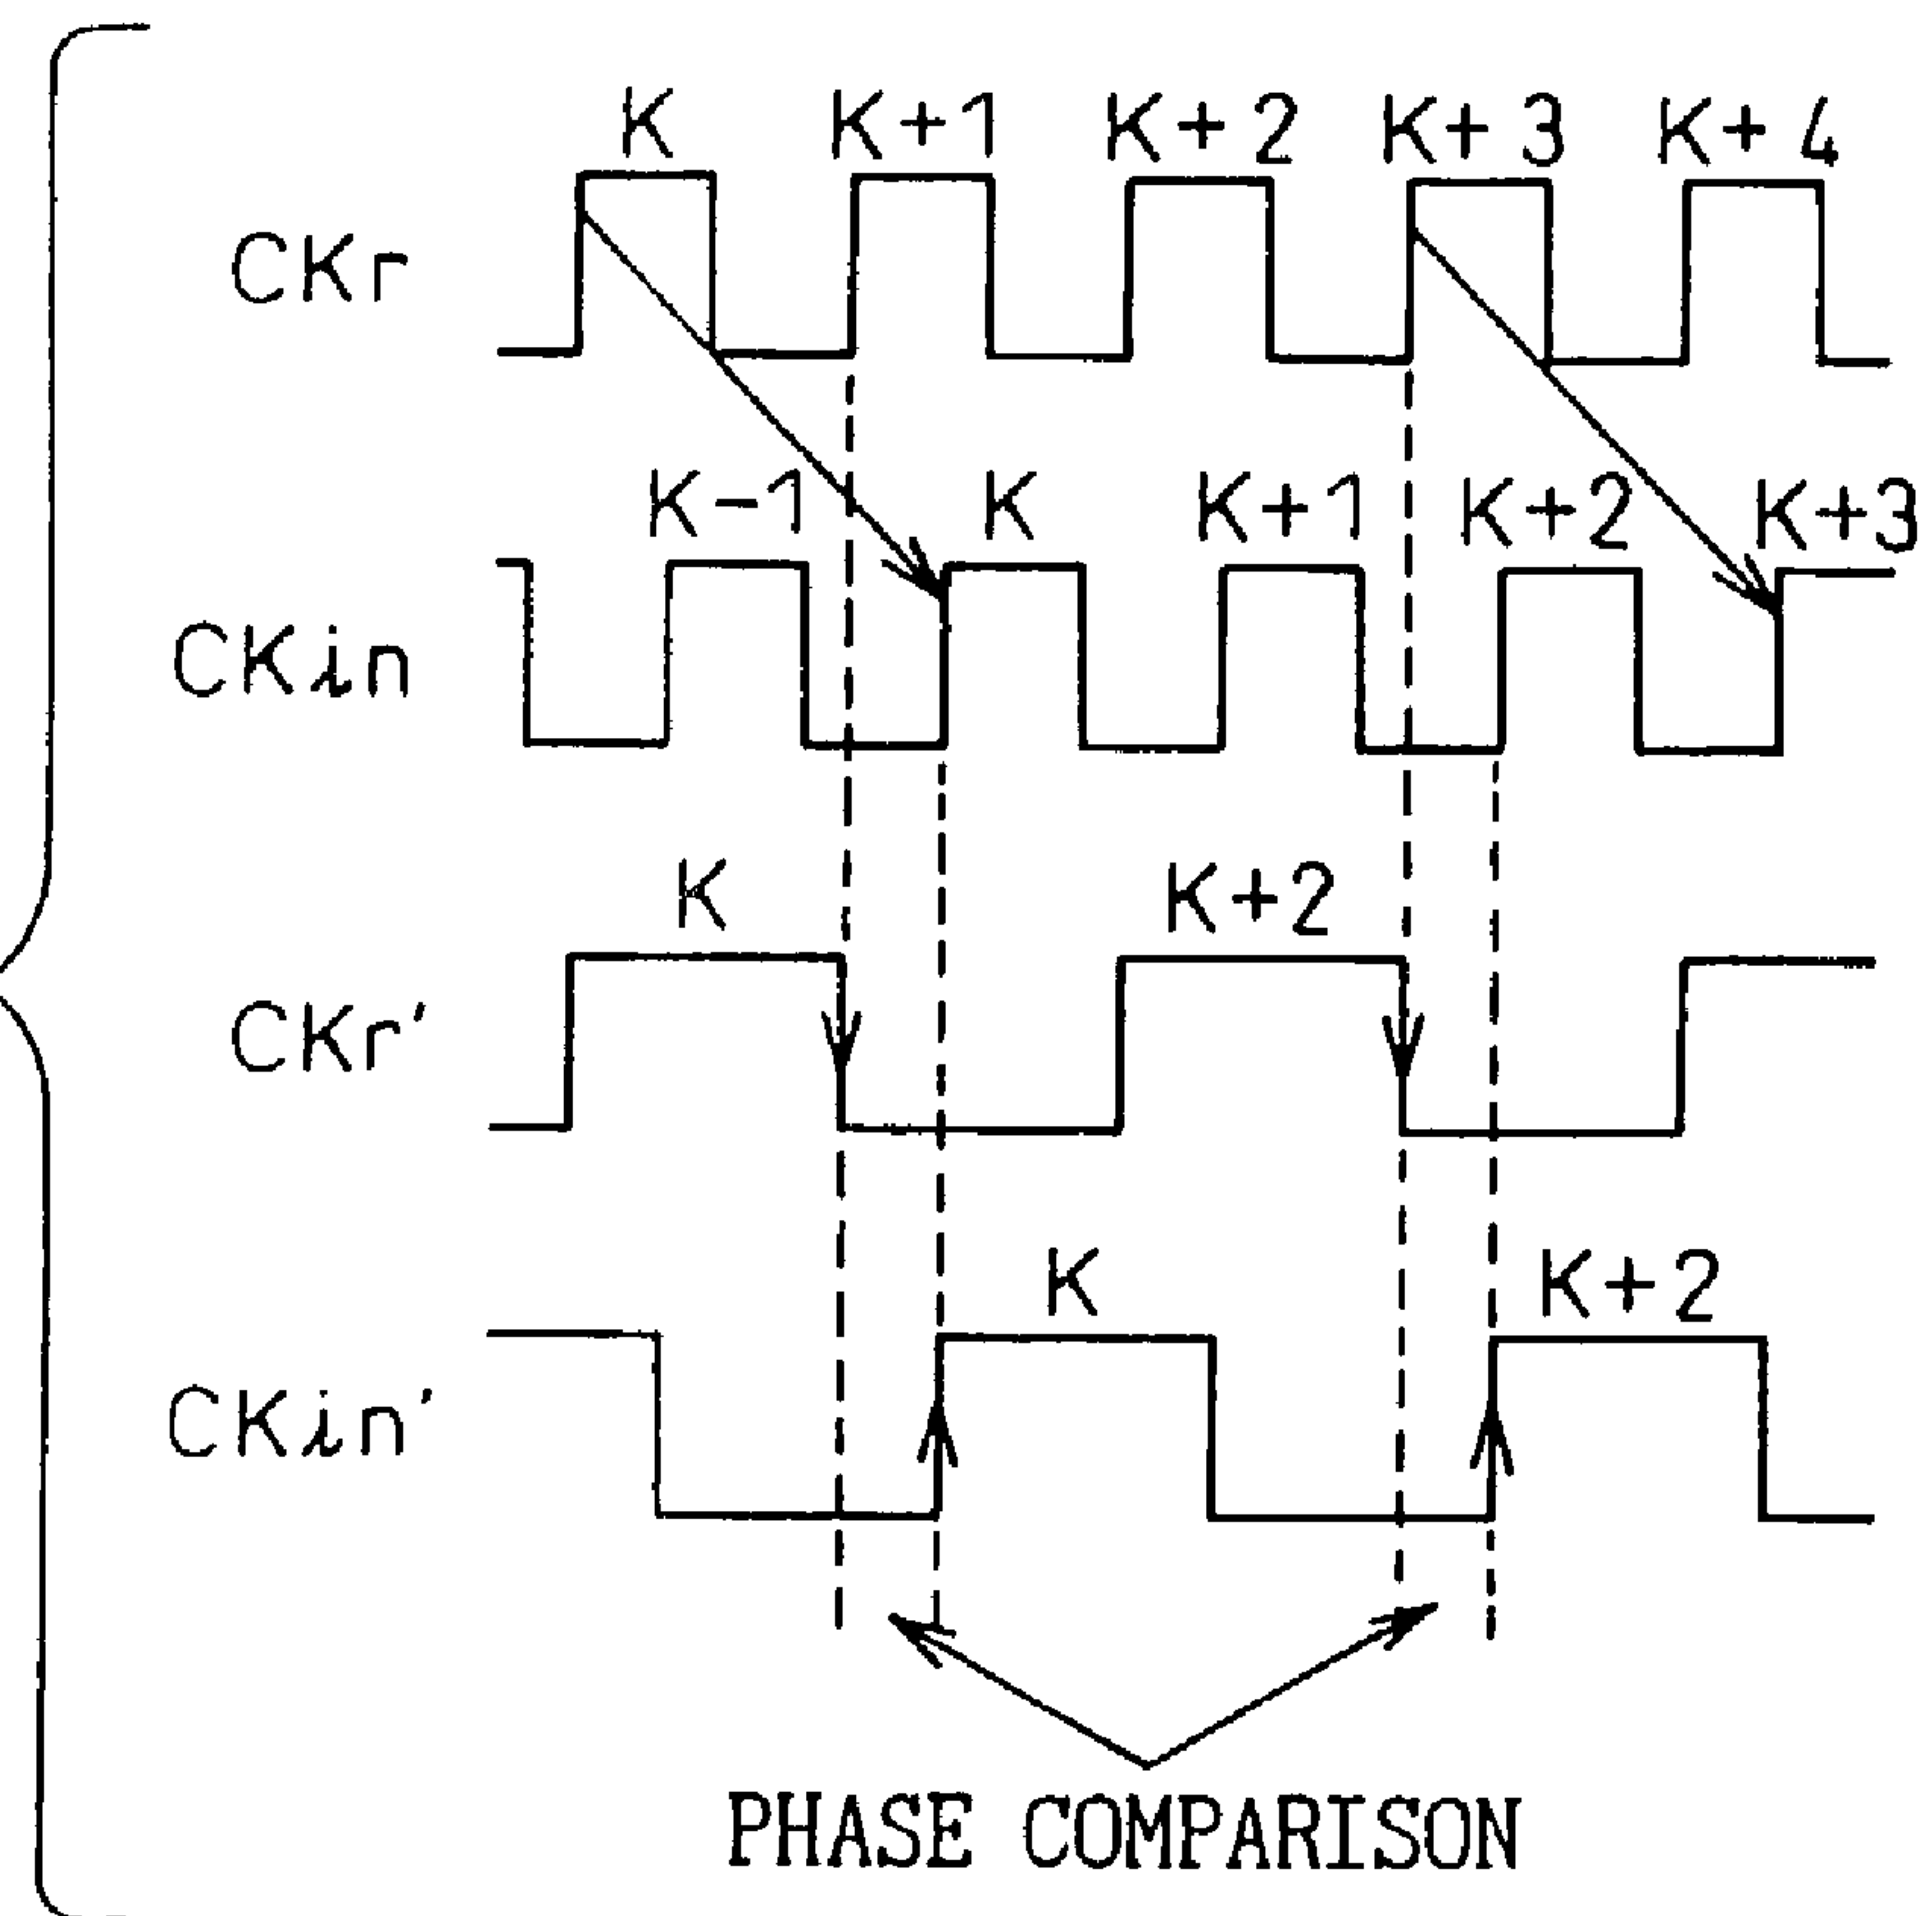 K K+1 K+2 K+3 K+4
CKr
K-1 K K+1 K+2 K+3
CKin
K K+2
CKr'
K K+2
CKin'
PHASE COMPARISON